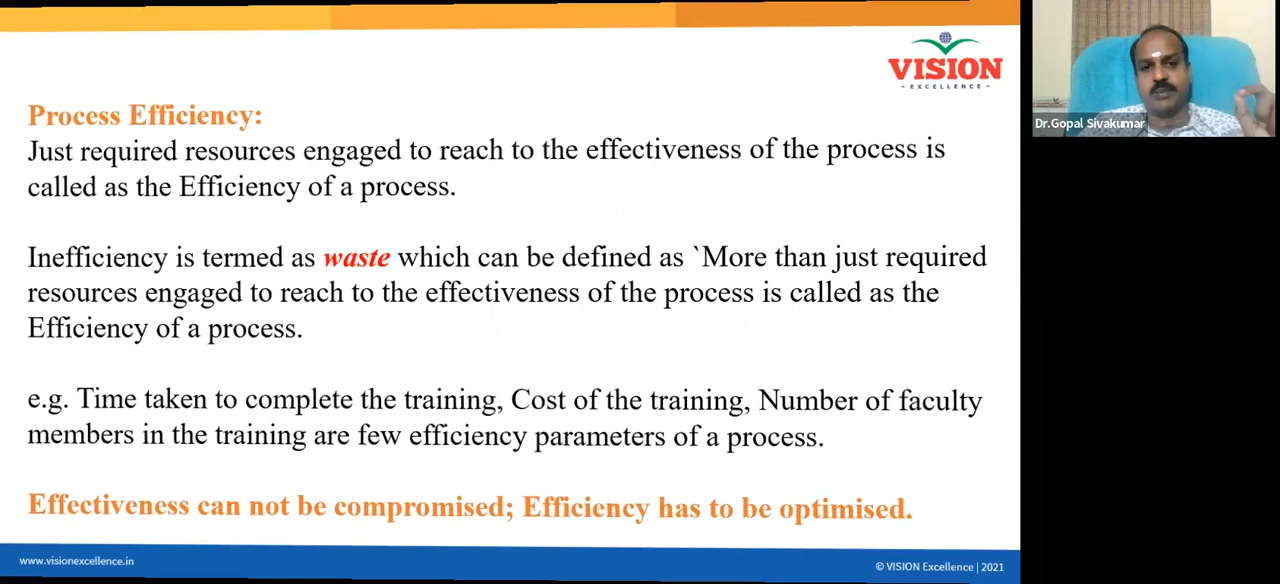 VISION
- EXCELLENCE -
Process Efficiency:
Just required resources engaged to reach to the effectiveness of the process is
called as the Efficiency of a process.
Inefficiency is termed as waste which can be defined as `More than just required
resources engaged to reach to the effectiveness of the process is called as the
Efficiency of a process.
e.g. Time taken to complete the training, Cost of the training, Number of faculty
members in the training are few efficiency parameters of a process.
Effectiveness can not be compromised; Efficiency has to be optimised.
www.visionexcellence.in
© VISION Excellence | 2021
Dr.Gopal Sivakumar